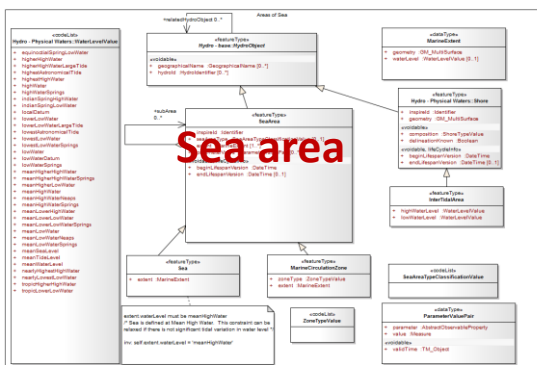 «codeList»
Hydro - Physical Waters::WaterLevelValue
+ equinoctialSpringLowWater
+ higherHighWater
+ higherHighWaterLargeTide
+ highestAstronomicalTide
+ highestHighWater
+ highWater
+ highWaterSprings
+ indianSpringHighWater
+ indianSpringLowWater
+ localDatum
+ lowerLowWater
+ lowerLowWaterLargeTide
+ lowestAstronomicalTide
+ lowestLowWater
+ lowestLowWaterSprings
+ lowWater
+ lowWaterDatum
+ lowWaterSprings
+ meanHigherHighWater
+ meanHigherHighWaterSprings
+ meanHigherLowWater
+ meanHighWater
+ meanHighWaterNeaps
+ meanHighWaterSprings
+ meanLowerHighWater
+ meanLowerLowWater
+ meanLowerLowWaterSprings
+ meanLowWater
+ meanLowWaterNeaps
+ meanLowWaterSprings
+ meanSeaLevel
+ meanTideLevel
+ meanWaterLevel
+ nearlyHighestHighWater
+ nearlyLowestLowWater
+ tropicHigherHighWater
+ tropicLowerLowWater
+relatedHydroObject 0..*
Areas of Sea
«featureType»
Hydro - base::HydroObject
«voidable»
+ geographicalName :GeographicalName [0..*]
+ hydroId :HydroIdentifier [0..*]
+subArea
0..*
«featureType»
SeaArea
+ inspireId :Identifier
Sea area
+ beginLifespanVersion :DateTime
+ endLifespanVersion :DateTime [0..1]
«featureType»
Sea
+ extent :MarineExtent
«featureType»
MarineCirculationZone
+ zoneType :ZoneTypeValue
+ extent :MarineExtent
extent.waterLevel must be meanHighWater
/* Sea is defined at Mean High Water. This constraint can be
relaxed if there is not significant tidal variation in water level */
inv: self.extent.waterLevel = 'meanHighWater'
«codeList»
ZoneTypeValue
«dataType»
MarineExtent
+ geometry :GM_MultiSurface
+ waterLevel :WaterLevelValue [0..1]
«featureType»
Hydro - Physical Waters::Shore
+ inspireId :Identifier
+ geometry :GM_MultiSurface
«voidable»
+ composition :ShoreTypeValue
+ delineationKnown :Boolean
«voidable, lifeCycleInfo»
+ beginLifespanVersion :DateTime
+ endLifespanVersion :DateTime [0..1]
«featureType»
InterTidalArea
+ highWaterLevel :WaterLevelValue
+ lowWaterLevel :WaterLevelValue
«codeList»
SeaAreaTypeClassificationValue
«dataType»
ParameterValuePair
+ parameter :AbstractObservableProperty
+ value :Measure
«voidable»
+ validTime :TM_Object